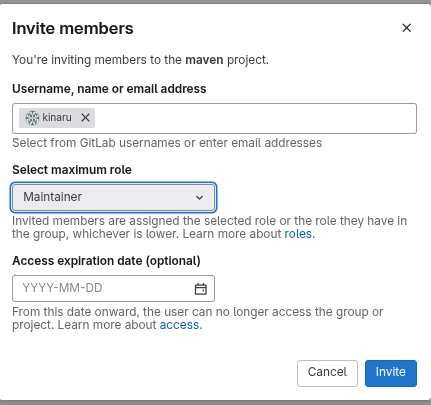 Invite members
You're inviting members to the maven project.
Username, name or email address
kinaru
Select from GitLab usernames or enter email addresses
Select maximum role
Maintainer
Invited members are assigned the selected role or the role they have in
the group, whichever is lower. Learn more about roles.
Access expiration date (optional)
YYYY-MM-DD
From this date onward, the user can no longer access the group or
project. Learn more about access.
Cancel
Invite